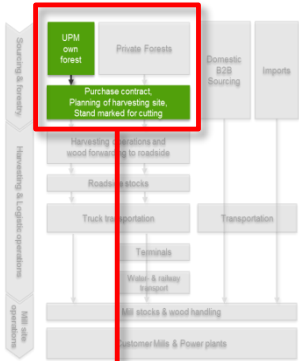 Sourcing & forestry
UPM
own
forest
Private Forests
Domestic
B2B
Sourcing
Imports
Purchase contract,
Planning of harvesting site,
Stand marked for cutting
Harvesting & Logistic operations
Harvesting operations and
wood forwarding to roadside
Roadside stocks
Truck transportation
Transportation
Terminals
Water- & railway
transport
Mill site
operations
Mill stocks & wood handling
Customer Mills & Power plants